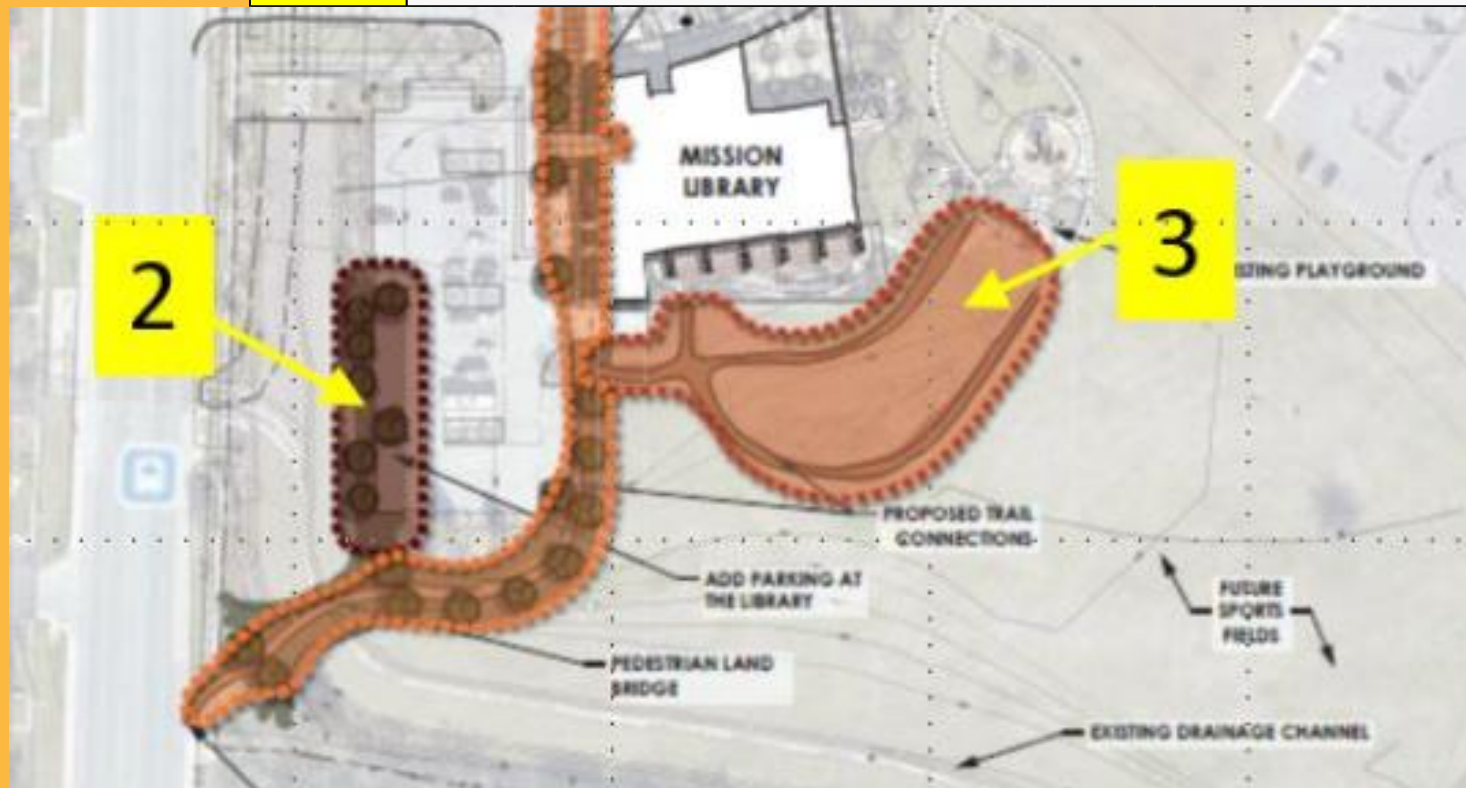 MISSION
LIBRARY
2
3
PLAYGROUND
PROPOSED TRAIL
CONNECTIONS
ADD PARKING AT
THE LIBRARY
FUTURE
SPORTS
FIELDS
PEDESTRIAN LAND
BRIDGE
EXISTING DRAINAGE CHANNEL